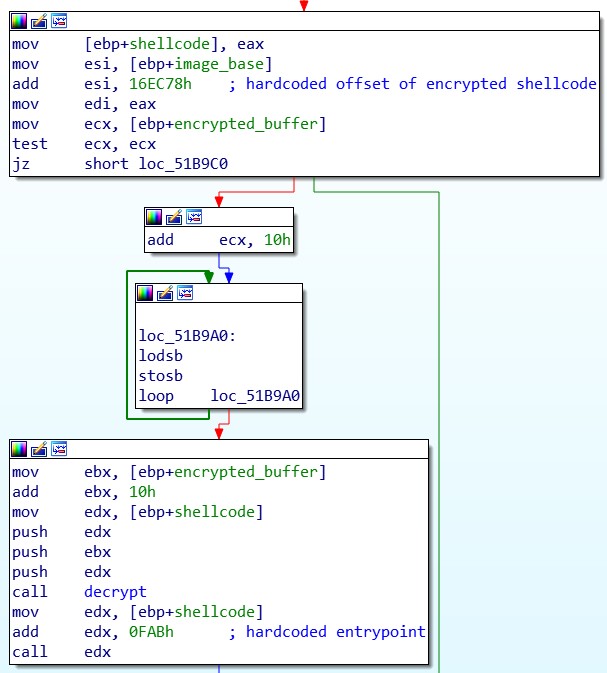 mov [ebp+shellcode], eax
mov esi, [ebp+image_base]
add esi, 16EC78h ; hardcoded offset of encrypted shellcode
mov edi, eax
mov ecx, [ebp+encrypted_buffer]
test ecx, ecx
jz short loc_51B9C0
add ecx, 10h
loc_51B9A0:
lodsb
stosb
loop loc_51B9A0
mov ebx, [ebp+encrypted_buffer]
add ebx, 10h
mov edx, [ebp+shellcode]
push edx
push ebx
push edx
call decrypt
mov edx, [ebp+shellcode]
add edx, 0FABh ; hardcoded entrypoint
call edx